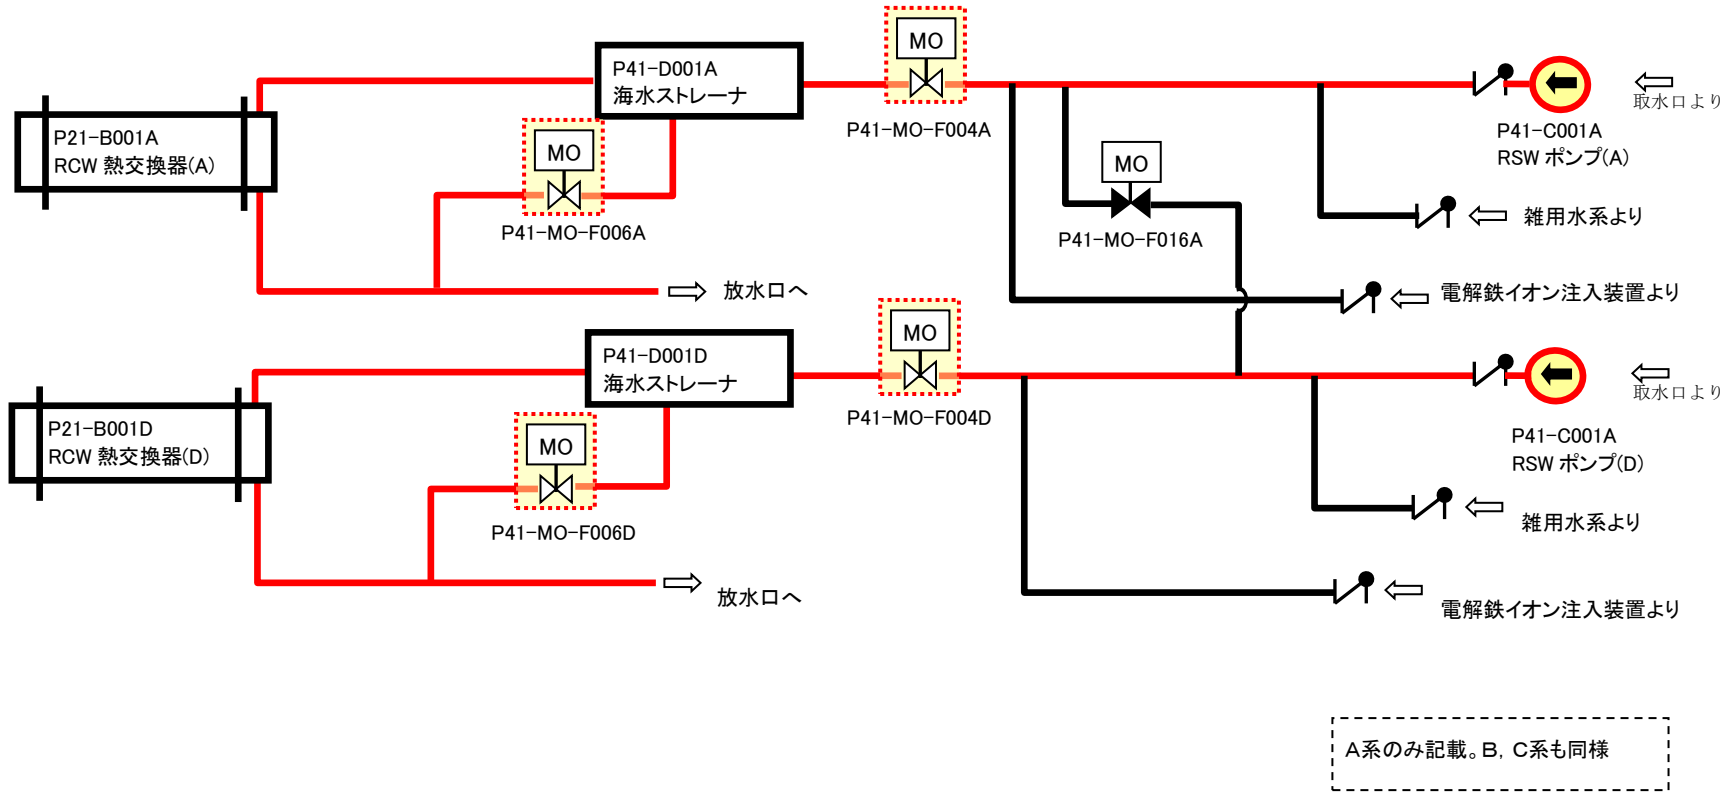 MO
P41-D001A
海水ストレーナ
取水口より
P41-MO-F004A
P41-C001A
RSW ポンプ(A)
P21-B001A
RCW 熱交換器(A)
MO
MO
雑用水系より
P41-MO-F006A
P41-MO-F016A
放水口へ
電解鉄イオン注入装置より
MO
P41-D001D
海水ストレーナ
取水口より
P41-MO-F004D
P41-C001A
RSW ポンプ(D)
P21-B001D
RCW 熱交換器(D)
MO
雑用水系より
P41-MO-F006D
放水口へ
電解鉄イオン注入装置より
A系のみ記載。B, C系も同様